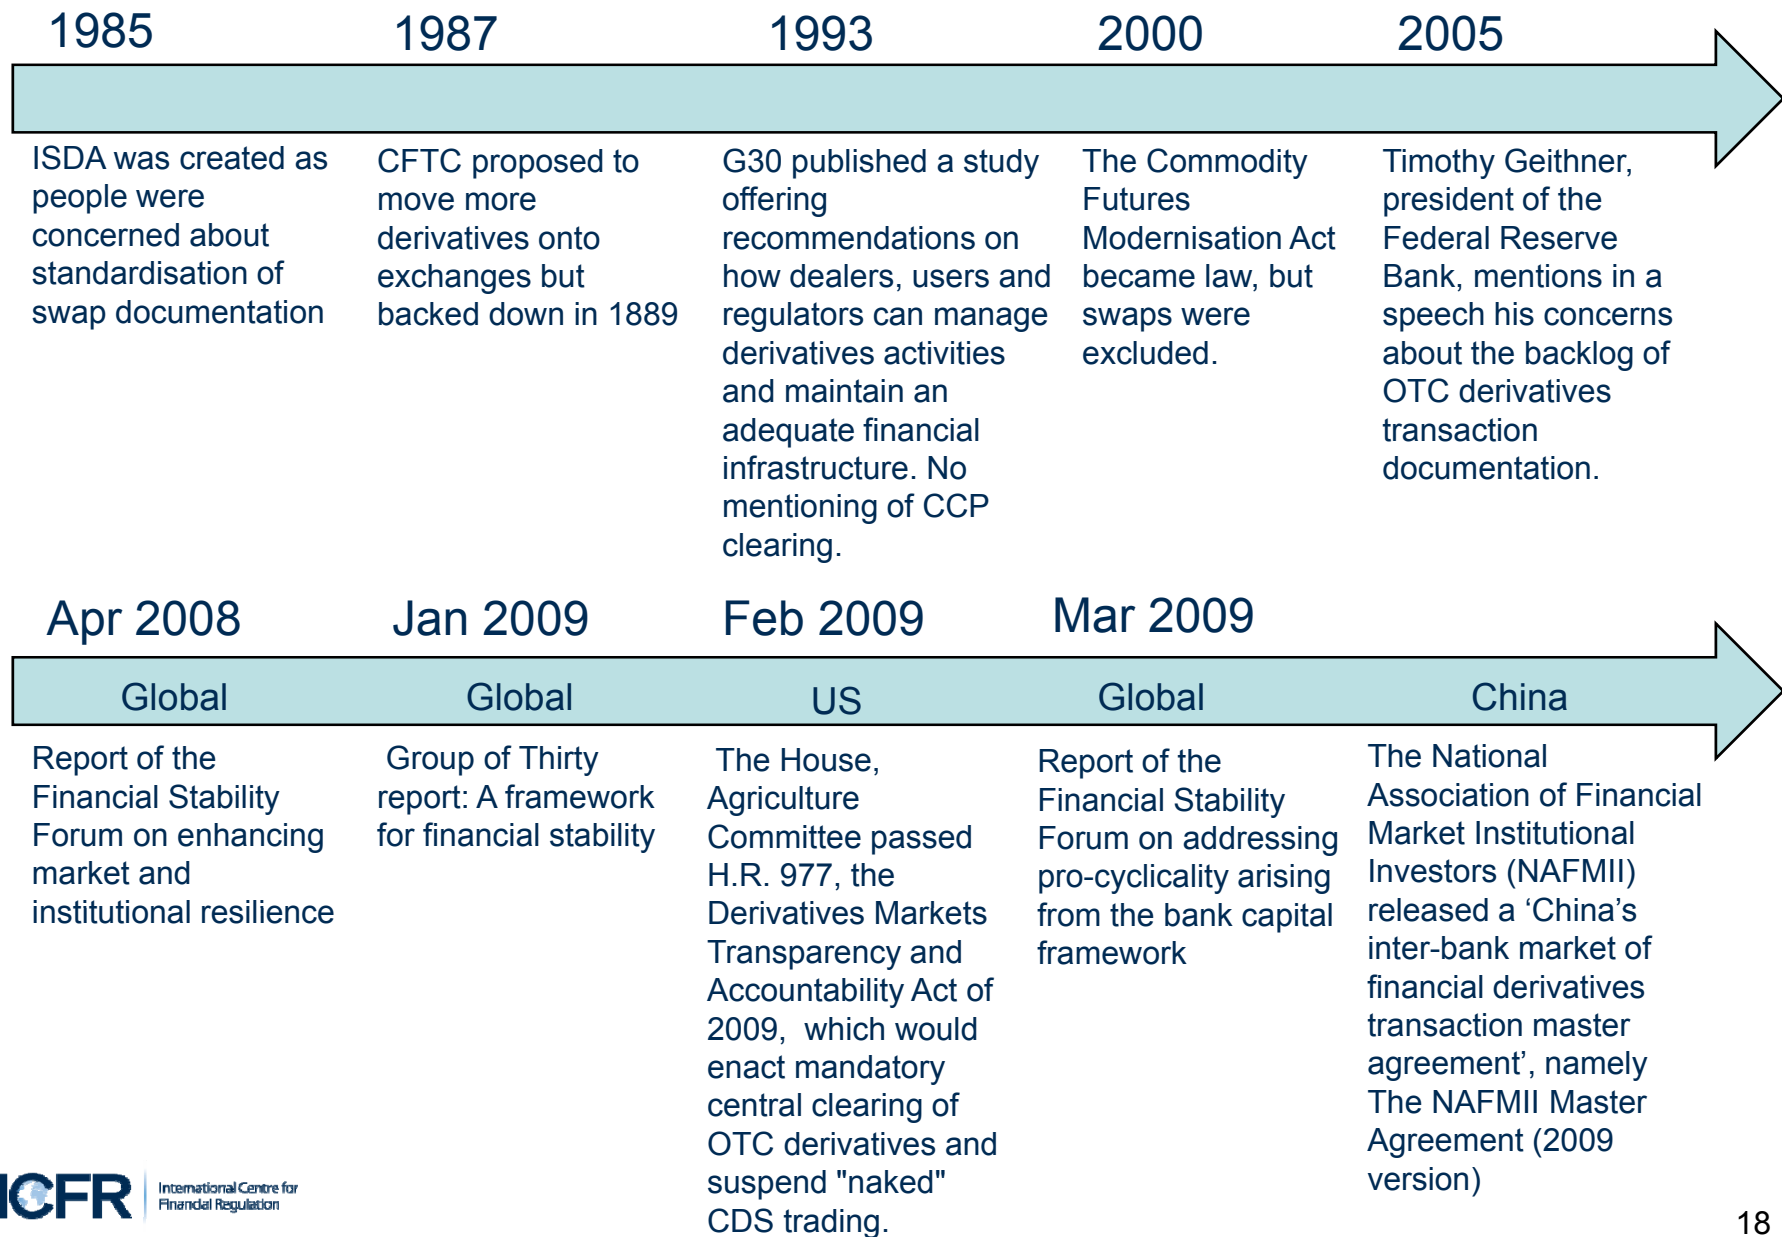 1985
ISDA was created as
people were
concerned about
standardisation of
swap documentation
1987
CFTC proposed to
move more
derivatives onto
exchanges but
backed down in 1889
1993
G30 published a study
offering
recommendations on
how dealers, users and
regulators can manage
derivatives activities
and maintain an
adequate financial
infrastructure. No
mentioning of CCP
clearing.
2000
The Commodity
Futures
Modernisation Act
became law, but
swaps were
excluded.
2005
Timothy Geithner,
president of the
Federal Reserve
Bank, mentions in a
speech his concerns
about the backlog of
OTC derivatives
transaction
documentation.
Apr 2008
Global
Report of the
Financial Stability
Forum on enhancing
market and
institutional resilience
Jan 2009
Global
Group of Thirty
report: A framework
for financial stability
Feb 2009
US
The House,
Agriculture
Committee passed
H.R. 977, the
Derivatives Markets
Transparency and
Accountability Act of
2009, which would
enact mandatory
central clearing of
OTC derivatives and
suspend "naked"
CDS trading.
Mar 2009
Global
Report of the
Financial Stability
Forum on addressing
pro-cyclicality arising
from the bank capital
framework
China
The National
Association of Financial
Market Institutional
Investors (NAFMII)
released a ‘China’s
inter-bank market of
financial derivatives
transaction master
agreement’, namely
The NAFMII Master
Agreement (2009
version)
ICFR
International Centre for
Financial Regulation
18